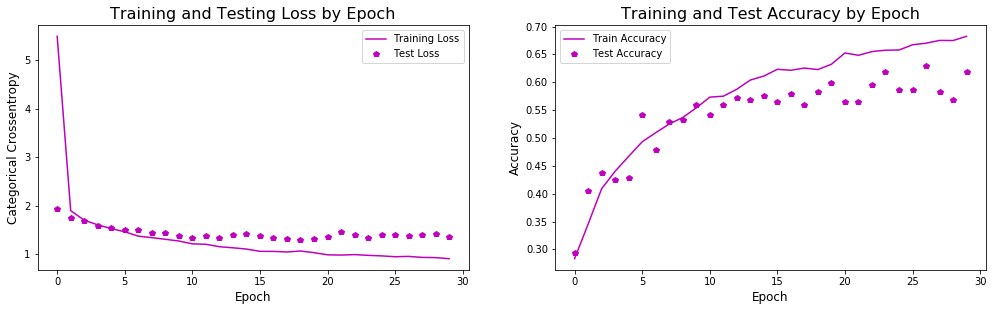 Training and Testing Loss by Epoch
Training Loss
Test Loss
Categorical Crossentropy
5
4
3
2
1
0
5
10
15
20
25
30
Epoch
Training and Test Accuracy by Epoch
Train Accuracy
Test Accuracy
Accuracy
0.70
0.65
0.60
0.55
0.50
0.45
0.40
0.35
0.30
0
5
10
15
20
25
30
Epoch